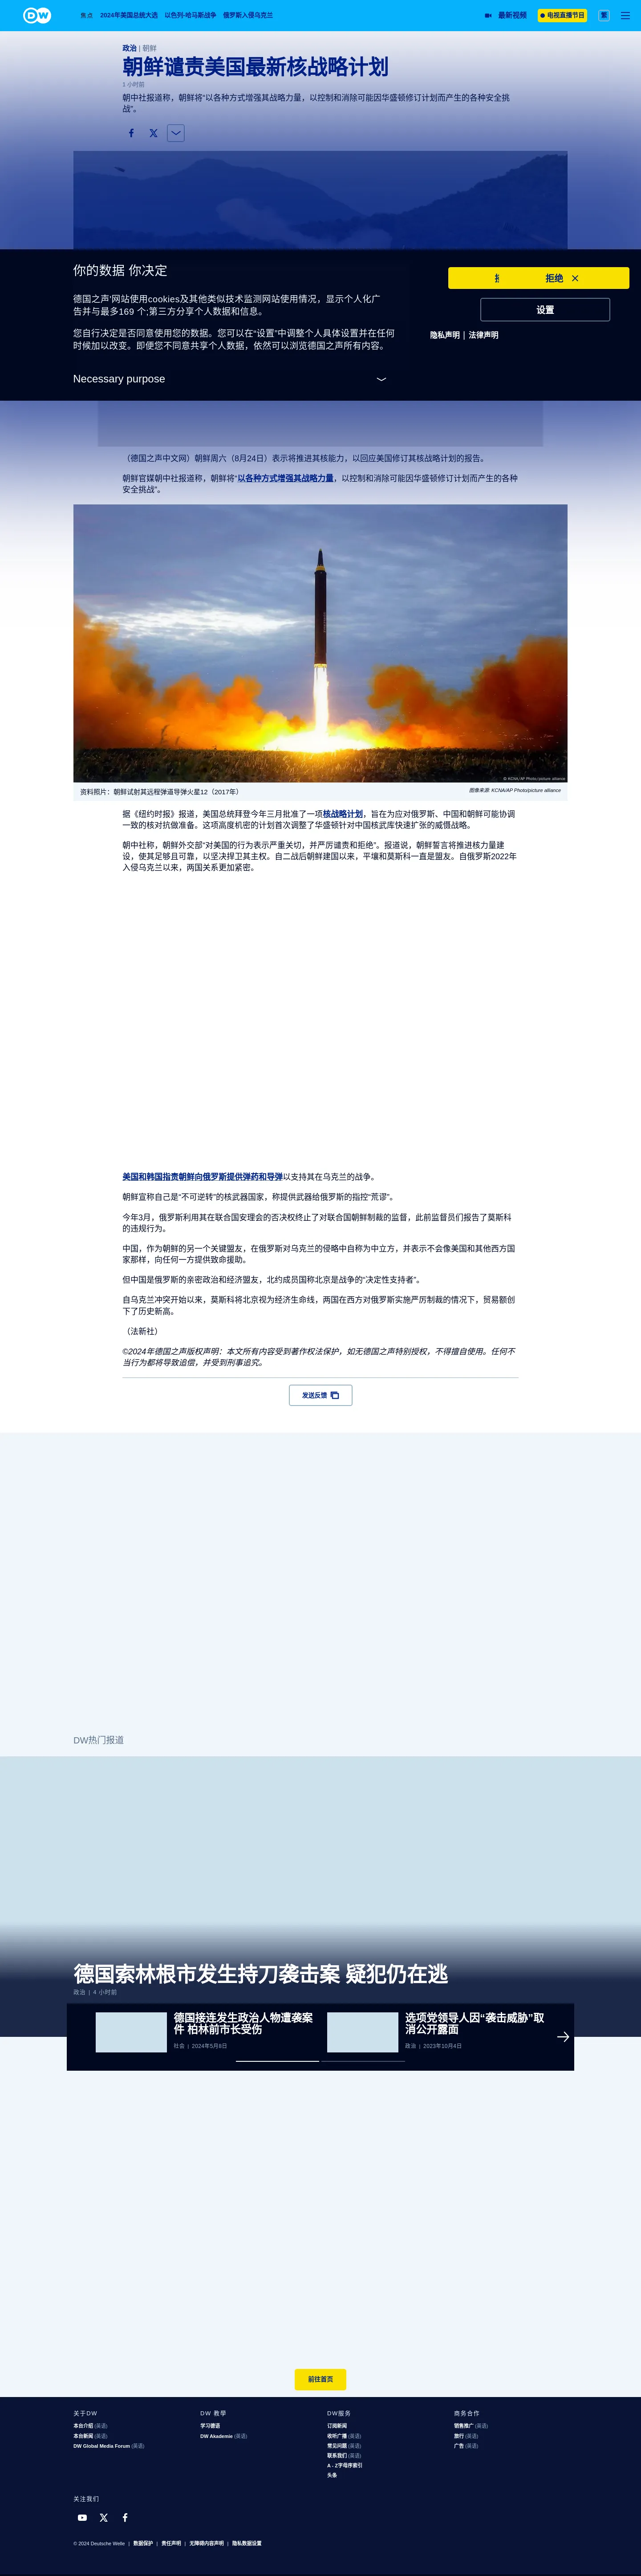 DW
焦点 2024年美国总统大选 以色列-哈马斯战争 俄罗斯入侵乌克兰 最新视频 电视直播节目 繁
政治 | 朝鲜
朝鲜谴责美国最新核战略计划
1 小时前
朝中社报道称，朝鲜将“以各种方式增强其战略力量，以控制和消除可能因华盛顿修订计划而产生的各种安全挑
战”。
你的数据 你决定
德国之声'网站使用cookies及其他类似技术监测网站使用情况，显示个人化广
告并与最多169 个;第三方分享个人数据和信息。
您自行决定是否同意使用您的数据。您可以在“设置”中调整个人具体设置并在任何
时候加以改变。即便您不同意共享个人数据，依然可以浏览德国之声所有内容。
Necessary purpose
拒绝
设置
隐私声明 | 法律声明
（德国之声中文网）朝鲜周六（8月24日）表示将推进其核能力，以回应美国修订其核战略计划的报告。
朝鲜官媒朝中社报道称，朝鲜将“以各种方式增强其战略力量，以控制和消除可能因华盛顿修订计划而产生的各种
安全挑战”。
© KCNA/AP Photo/picture alliance
资料照片：朝鲜试射其远程弹道导弹火星12（2017年）
图像来源: KCNA/AP Photo/picture alliance
据《纽约时报》报道，美国总统拜登今年三月批准了一项核战略计划，旨在为应对俄罗斯、中国和朝鲜可能协调
一致的核对抗做准备。这项高度机密的计划首次调整了华盛顿针对中国核武库快速扩张的威慑战略。
朝中社称，朝鲜外交部“对美国的行为表示严重关切，并严厉谴责和拒绝”。报道说，朝鲜誓言将推进核力量建
设，使其足够且可靠，以坚决捍卫其主权。自二战后朝鲜建国以来，平壤和莫斯科一直是盟友。自俄罗斯2022年
入侵乌克兰以来，两国关系更加紧密。
美国和韩国指责朝鲜向俄罗斯提供弹药和导弹以支持其在乌克兰的战争。
朝鲜宣称自己是“不可逆转”的核武器国家，称提供武器给俄罗斯的指控“荒谬”。
今年3月，俄罗斯利用其在联合国安理会的否决权终止了对联合国朝鲜制裁的监督，此前监督员们报告了莫斯科
的违规行为。
中国，作为朝鲜的另一个关键盟友，在俄罗斯对乌克兰的侵略中自称为中立方，并表示不会像美国和其他西方国
家那样，向任何一方提供致命援助。
但中国是俄罗斯的亲密政治和经济盟友，北约成员国称北京是战争的“决定性支持者”。
自乌克兰冲突开始以来，莫斯科将北京视为经济生命线，两国在西方对俄罗斯实施严厉制裁的情况下，贸易额创
下了历史新高。
（法新社）
©2024年德国之声版权声明：本文所有内容受到著作权法保护，如无德国之声特别授权，不得擅自使用。任何不
当行为都将导致追偿，并受到刑事追究。
发送反馈
DW热门报道
德国索林根市发生持刀袭击案 疑犯仍在逃
政治 | 4 小时前
德国接连发生政治人物遭袭案
件 柏林前市长受伤
社会 | 2024年5月8日
选项党领导人因“袭击威胁”取
消公开露面
政治 | 2023年10月4日
前往首页
关于DW
本台介绍 (英语)
本台新闻 (英语)
DW Global Media Forum (英语)
DW 教學
学习德语
DW Akademie (英语)
DW服务
订阅新闻
收听广播 (英语)
常见问题 (英语)
联系我们 (英语)
A - Z字母序索引
头条
商务合作
销售推广 (英语)
旅行 (英语)
广告 (英语)
关注我们
© 2024 Deutsche Welle | 数据保护 | 责任声明 | 无障碍内容声明 | 隐私数据设置